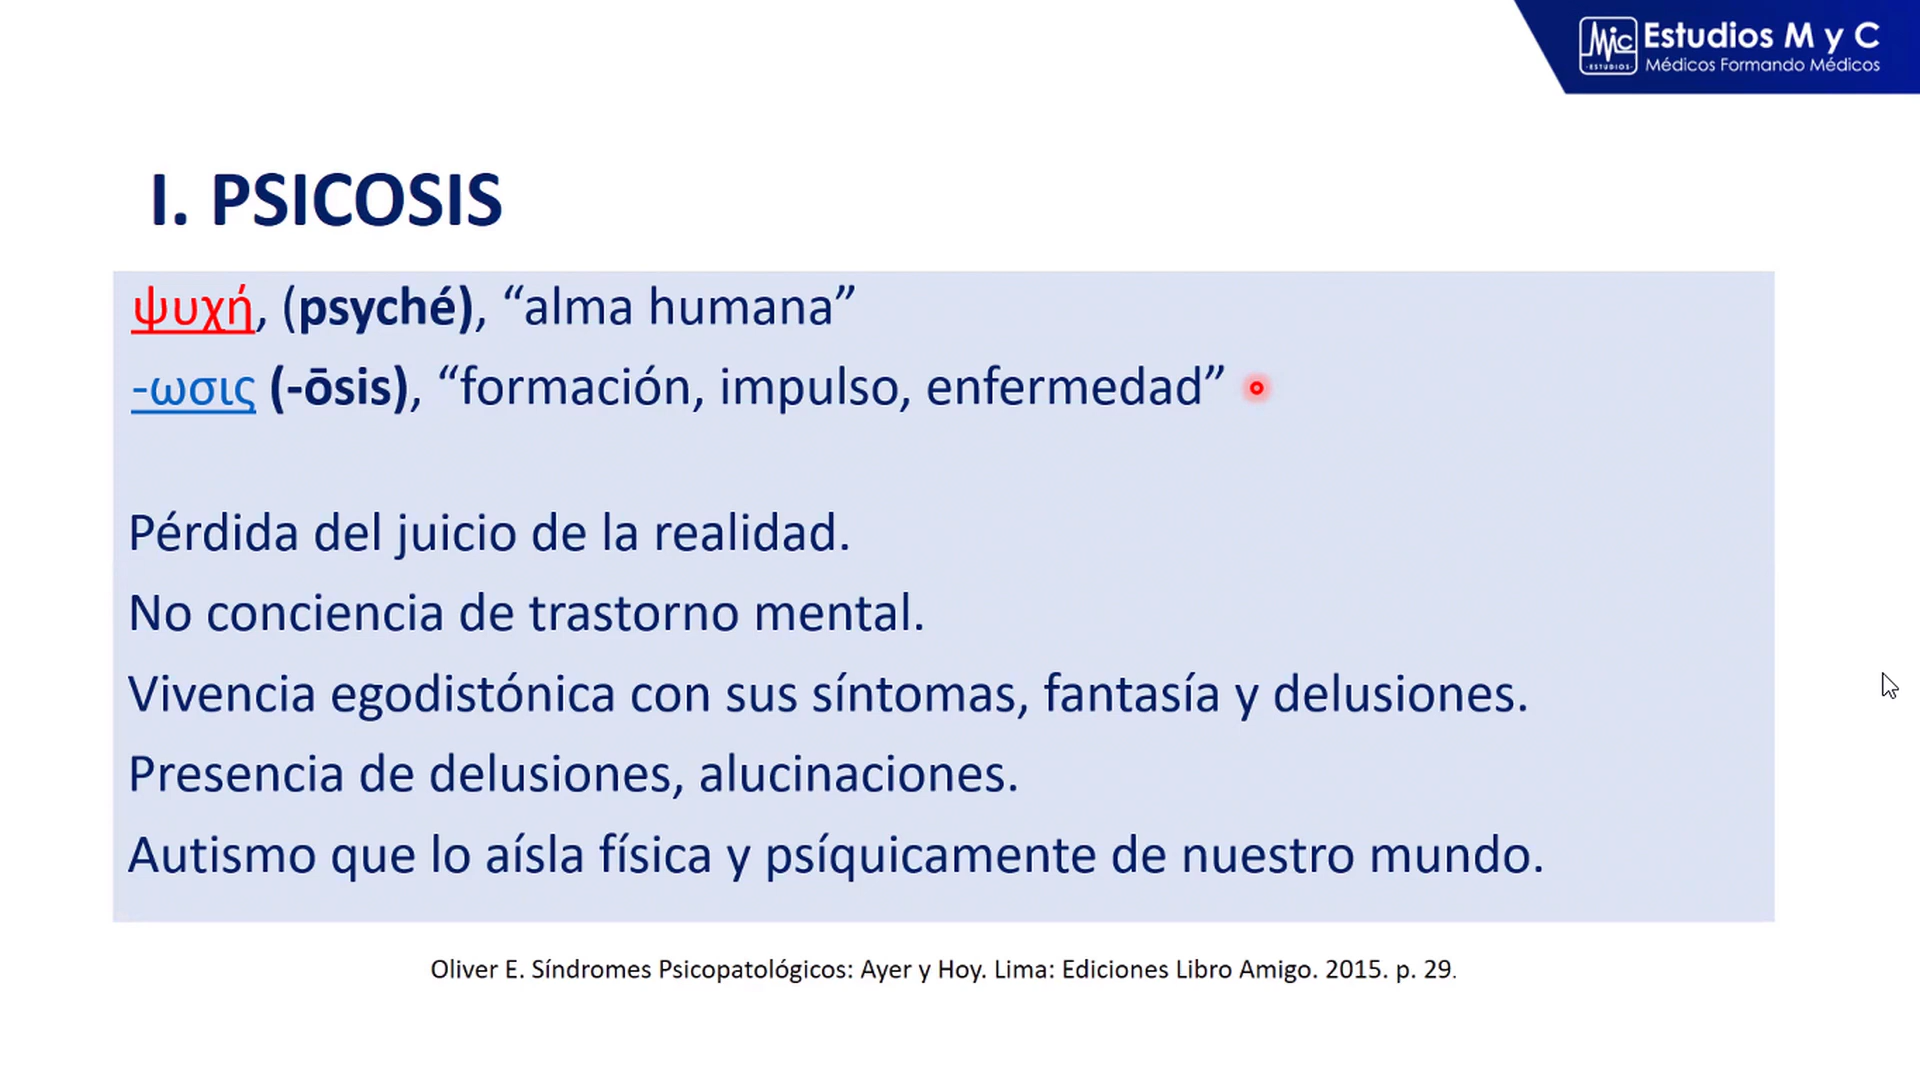 MiC
ESTUDIOS
Estudios M y C
Médicos Formando Médicos
I. PSICOSIS
ψυχή, (psyché), “alma humana”
-ωσις (-ōsis), “formación, impulso, enfermedad”
Pérdida del juicio de la realidad.
No conciencia de trastorno mental.
Vivencia egodistónica con sus síntomas, fantasía y delusiones.
Presencia de delusiones, alucinaciones.
Autismo que lo aísla física y psíquicamente de nuestro mundo.
Oliver E. Síndromes Psicopatológicos: Ayer y Hoy. Lima: Ediciones Libro Amigo. 2015. p. 29.